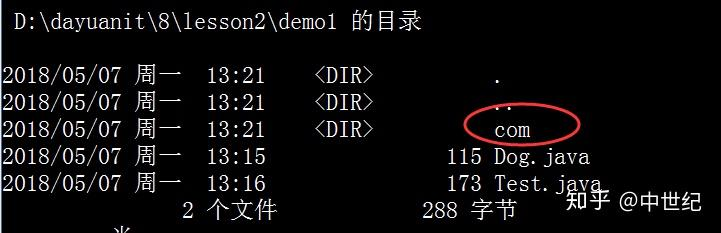 D:\dayuanit\8\lesson2\demo1 的目录
2018/05/07 周一 13:21 <DIR> .
2018/05/07 周一 13:21 <DIR> ..
2018/05/07 周一 13:21 <DIR> com
2018/05/07 周一 13:15 115 Dog.java
2018/05/07 周一 13:16 173 Test.java
2 个文件 288 字节
知乎 @中世纪